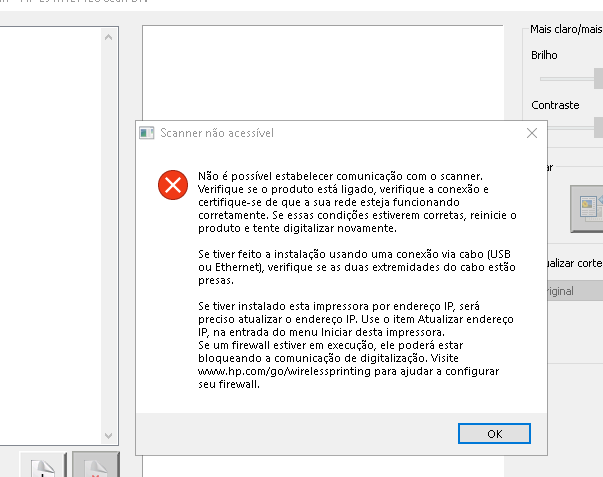 Mais claro/mais
Brilho
Contraste
Scanner não acessível
Não é possível estabelecer comunicação com o scanner.
Verifique se o produto está ligado, verifique a conexão e
certifique-se de que a sua rede esteja funcionando
corretamente. Se essas condições estiverem corretas, reinicie o
produto e tente digitalizar novamente.
Se tiver feito a instalação usando uma conexão via cabo (USB
ou Ethernet), verifique se as duas extremidades do cabo estão
presas.
Se tiver instalado esta impressora por endereço IP, será
preciso atualizar o endereço IP. Use o item Atualizar endereço
IP, na entrada do menu Iniciar desta impressora.
Se um firewall estiver em execução, ele poderá estar
bloqueando a comunicação de digitalização. Visite
www.hp.com/go/wirelessprinting para ajudar a configurar
seu firewall.
OK
ar
ualizar corte
riginal